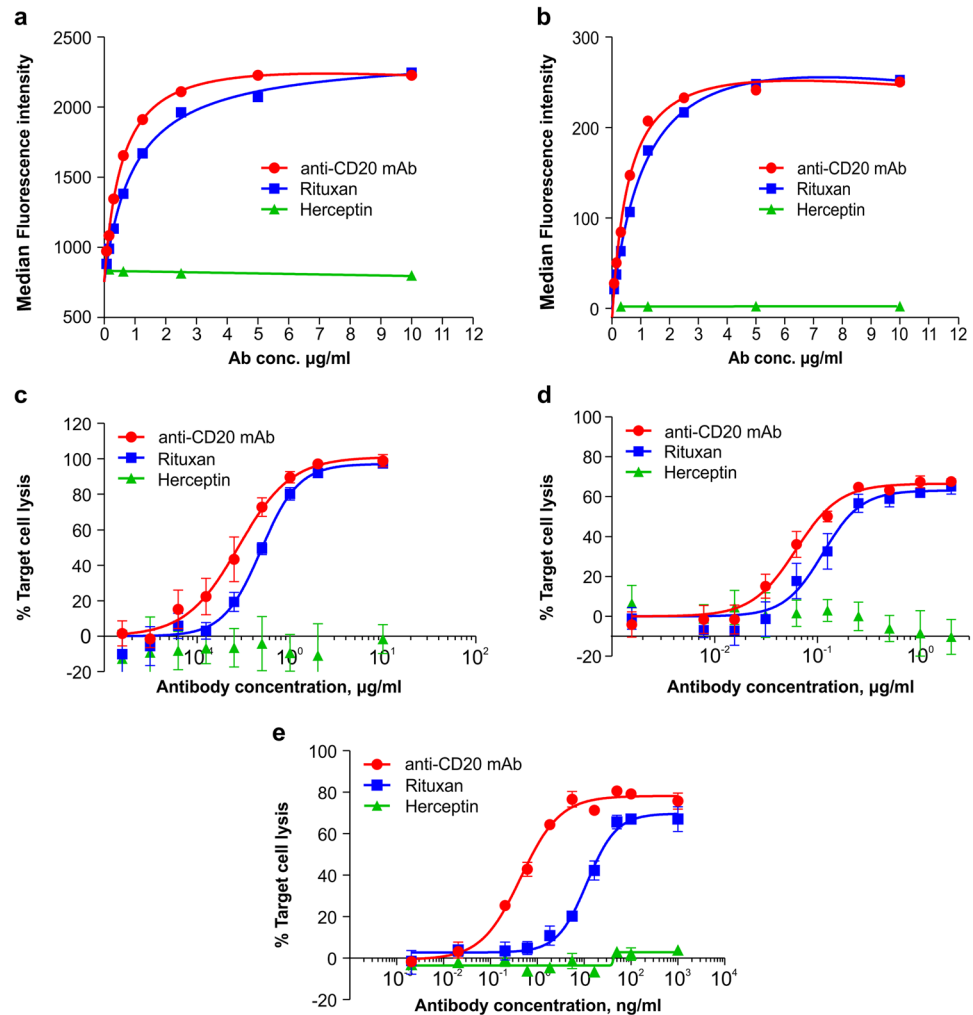 a
2500
2000
1500
1000
500
Median Fluorescence intensity
anti-CD20 mAb
Rituxan
Herceptin
0 1 2 3 4 5 6 7 8 9 10 11 12
Ab conc. µg/ml
b
300
200
100
0
Median Fluorescence intensity
anti-CD20 mAb
Rituxan
Herceptin
0 1 2 3 4 5 6 7 8 9 10 11 12
Ab conc. µg/ml
c
120
100
80
60
40
20
0
-20
% Target cell lysis
anti-CD20 mAb
Rituxan
Herceptin
10⁴ 10⁰ 10¹ 10²
Antibody concentration, µg/ml
d
100
80
60
40
20
0
-20
% Target cell lysis
anti-CD20 mAb
Rituxan
Herceptin
10⁻² 10⁻¹ 10⁰
Antibody concentration, µg/ml
e
100
80
60
40
20
0
-20
% Target cell lysis
anti-CD20 mAb
Rituxan
Herceptin
10⁻³ 10⁻² 10⁻¹ 10⁰ 10¹ 10² 10³ 10⁴
Antibody concentration, ng/ml